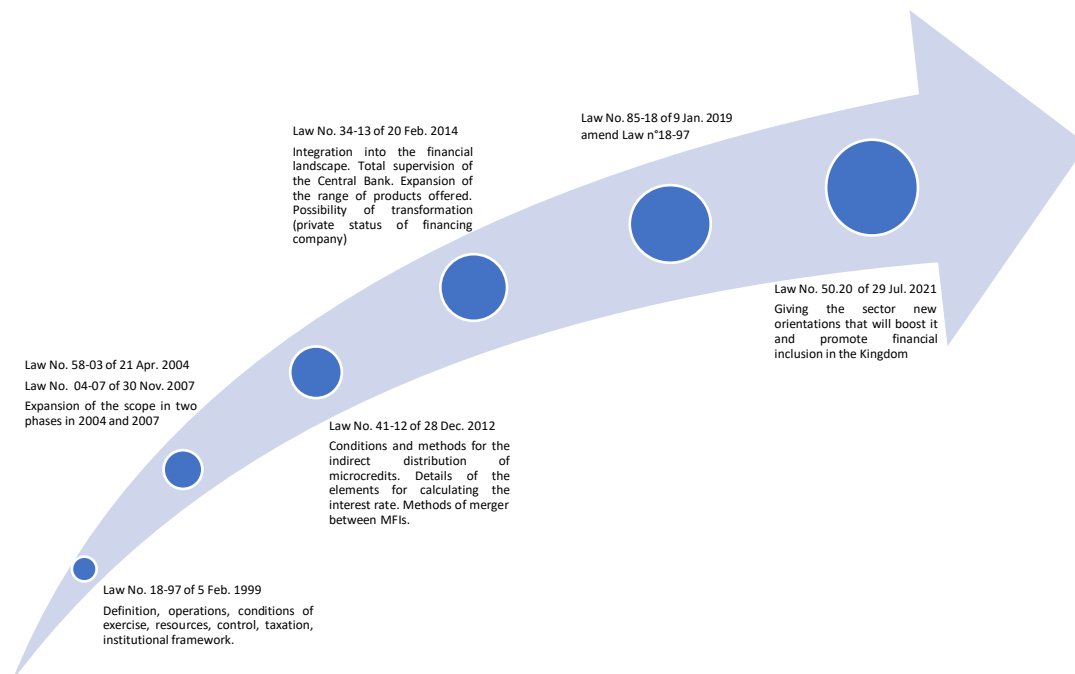 Law No. 34-13 of 20 Feb. 2014
Integration into the financial
landscape. Total supervision of
the Central Bank. Expansion of
the range of products offered.
Possibility of transformation
(private status of financing
company)
Law No. 85-18 of 9 Jan. 2019
amend Law n°18-97
Law No. 50.20 of 29 Jul. 2021
Giving the sector new
orientations that will boost it
and promote financial
inclusion in the Kingdom
Law No. 58-03 of 21 Apr. 2004
Law No. 04-07 of 30 Nov. 2007
Expansion of the scope in two
phases in 2004 and 2007
Law No. 41-12 of 28 Dec. 2012
Conditions and methods for the
indirect distribution of
microcredits. Details of the
elements for calculating the
interest rate. Methods of merger
between MFIs.
Law No. 18-97 of 5 Feb. 1999
Definition, operations, conditions of
exercise, resources, control, taxation,
institutional framework.